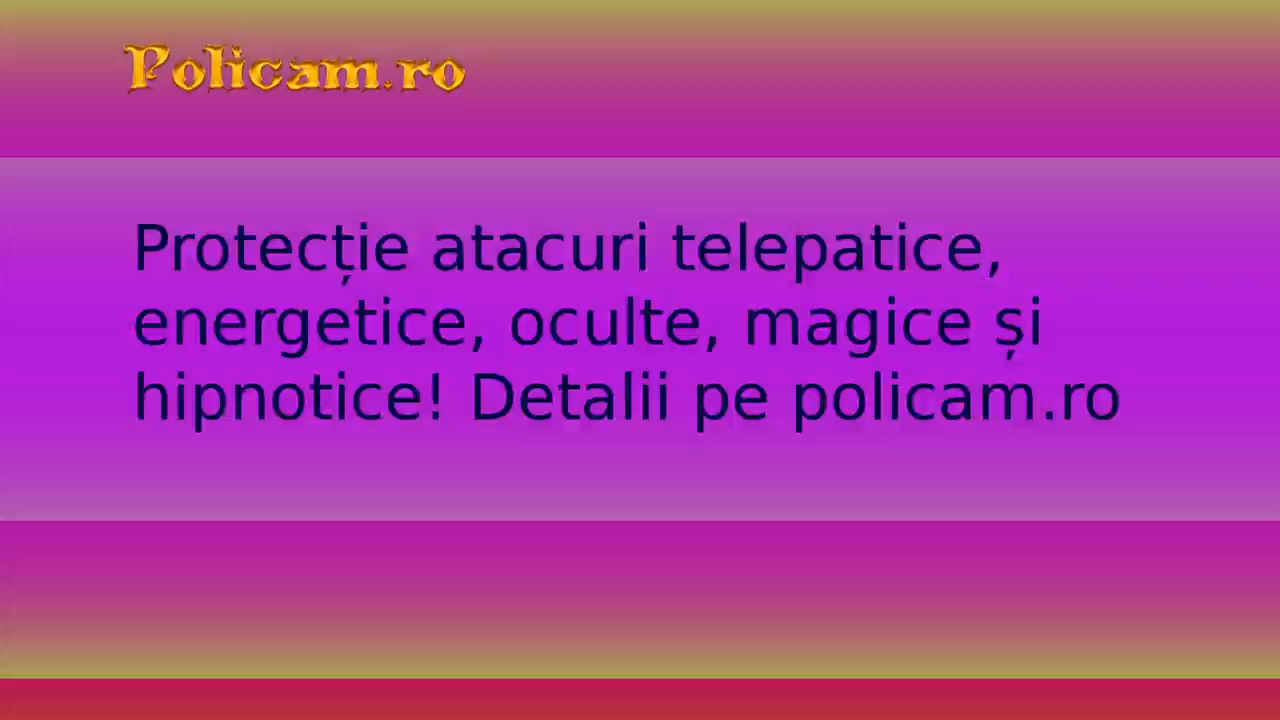 Policam.ro
Protecție atacuri telepatice,
energetice, oculte, magice și
hipnotice! Detalii pe policam.ro